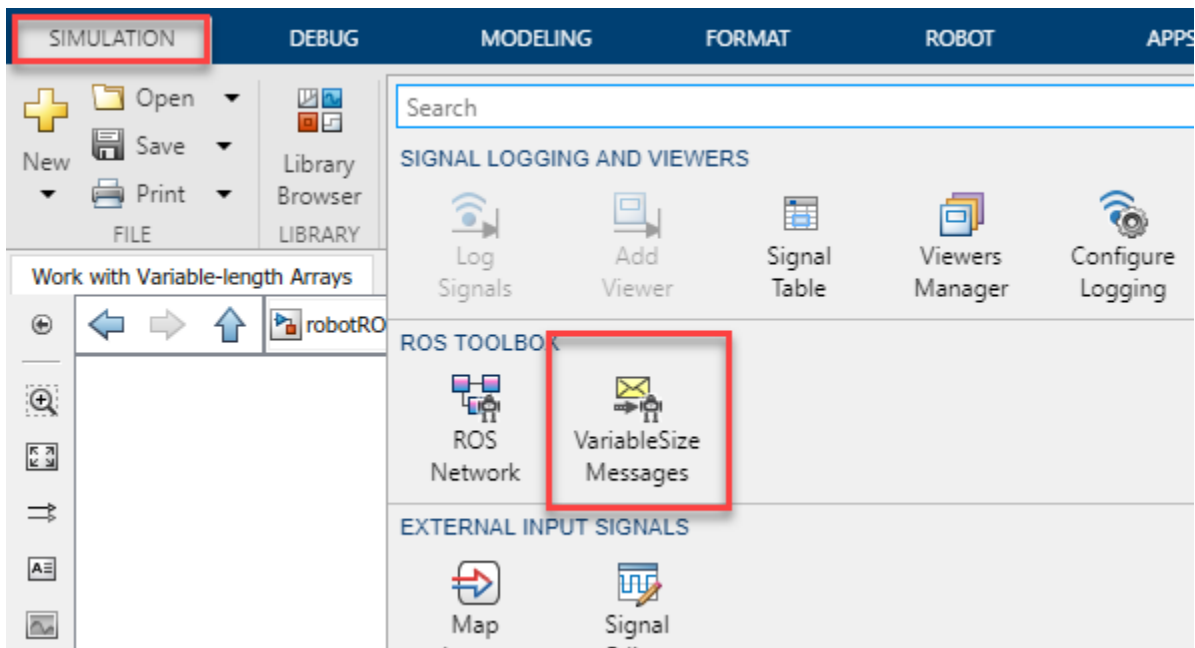 SIMULATION DEBUG MODELING FORMAT ROBOT APPS
Open
Save
Print
New
FILE
Library
Browser
LIBRARY
Search
SIGNAL LOGGING AND VIEWERS
Log
Signals
Add
Viewer
Signal
Table
Viewers
Manager
Configure
Logging
Work with Variable-length Arrays
robotRO
ROS TOOLBOX
ROS
Network
VariableSize
Messages
EXTERNAL INPUT SIGNALS
Map
Signal